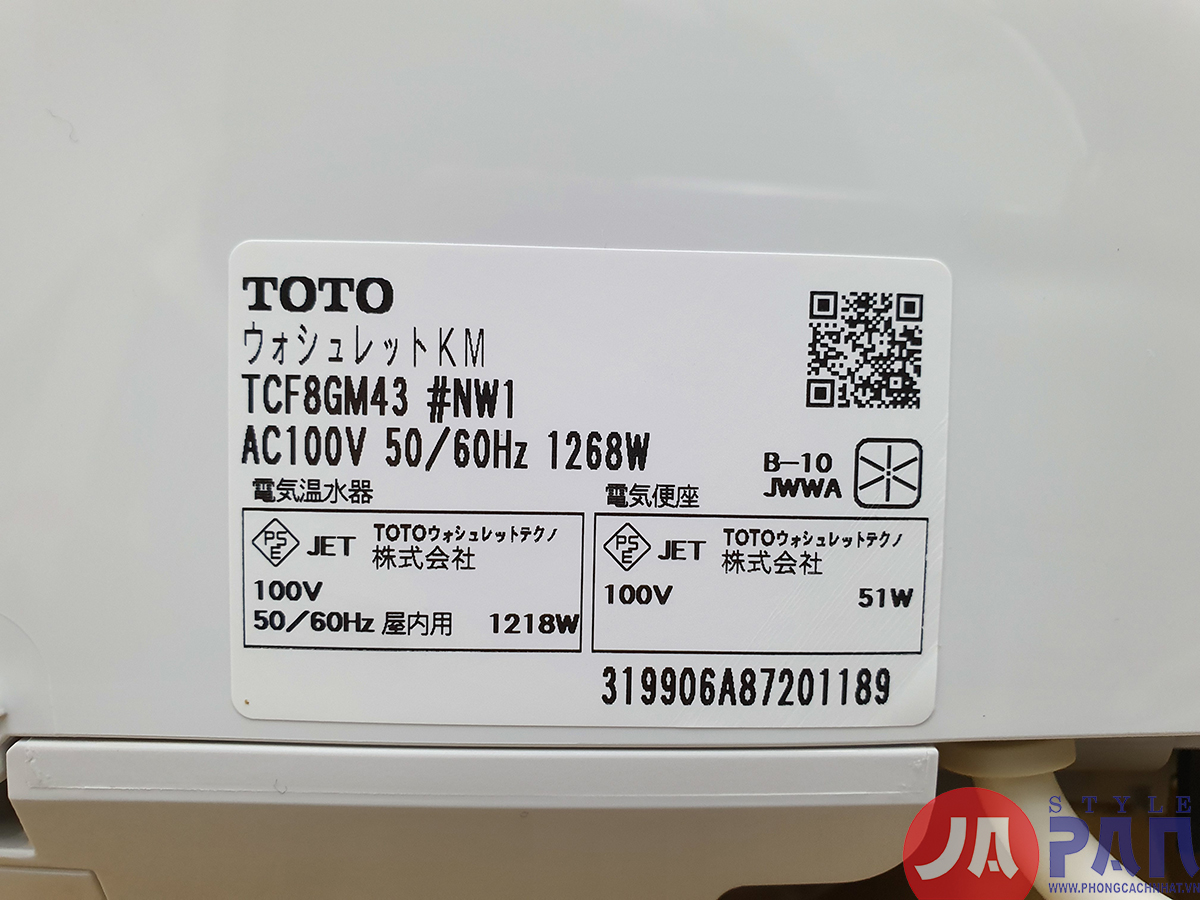 TOTO
ウォシュレットKM
TCF8GM43 #NW1
AC100V 50/60Hz 1268W
B-10
JWWA
電気温水器
PS
E
JET
TOTOウォシュレットテクノ
株式会社
100V
50/60Hz 屋内用 1218W
電気便座
PS
E
JET
TOTOウォシュレットテクノ
株式会社
100V 51W
319906A87201189
STYLE
JAPAN
WWW.PHONGCACHNHAT.VN